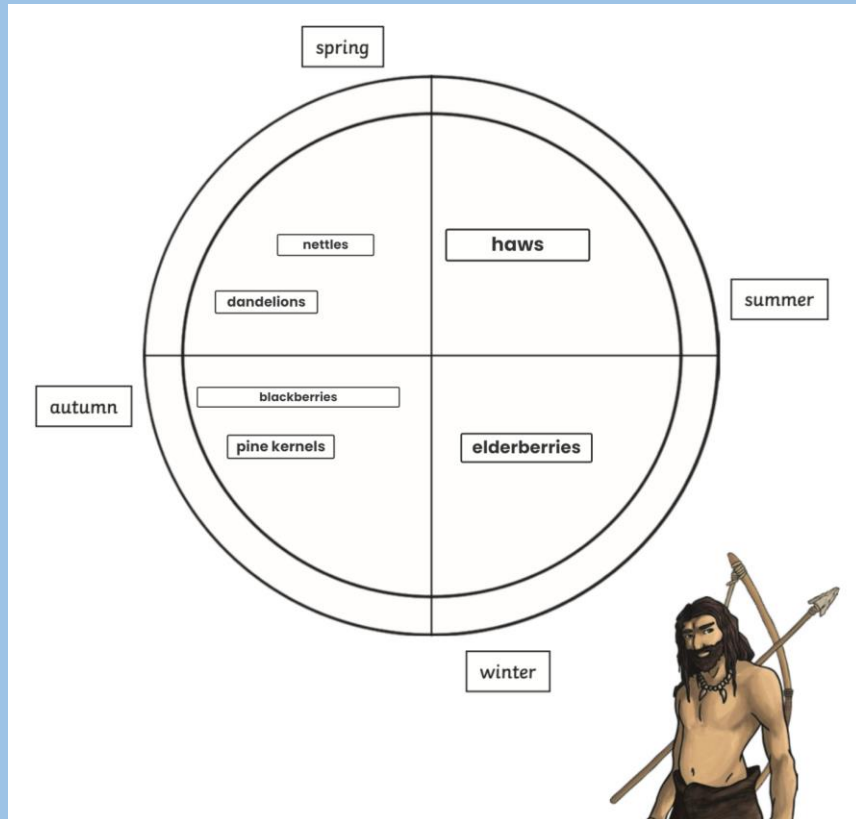 spring
nettles
haws
dandelions
summer
blackberries
autumn
pine kernels
elderberries
winter